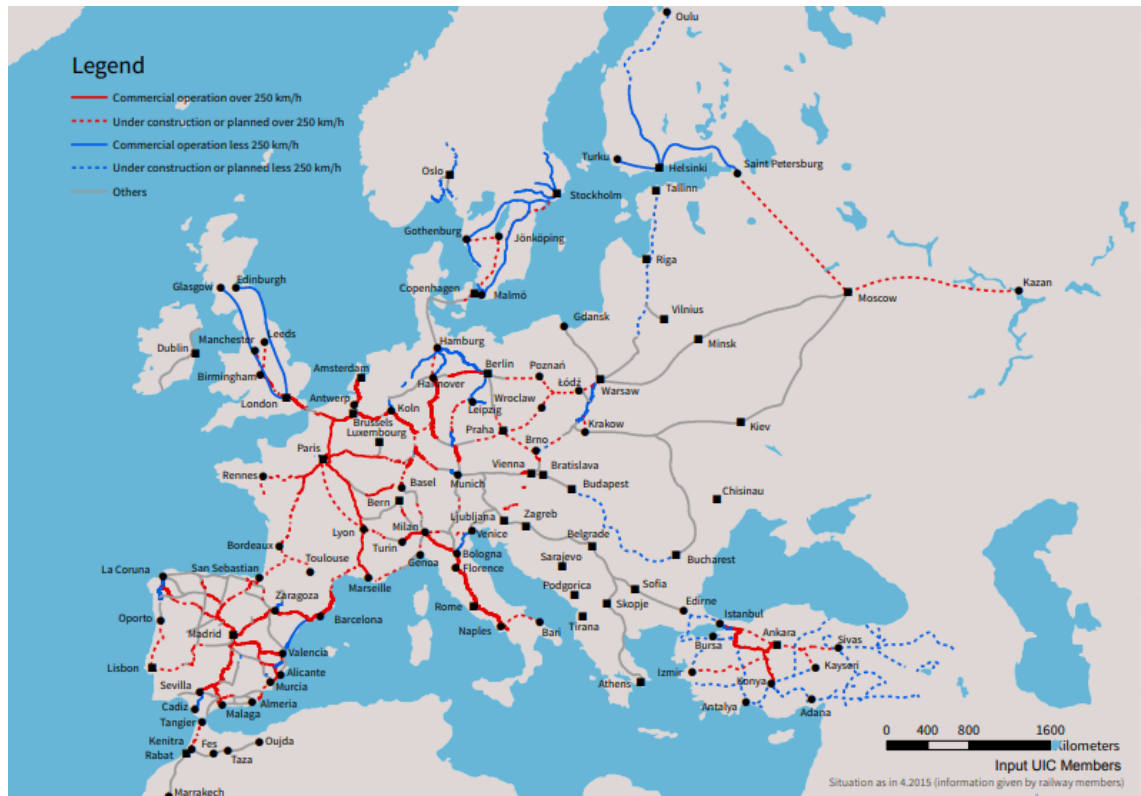 Oulu
Legend
Commercial operation over 250 km/h
Under construction or planned over 250 km/h
Commercial operation less 250 km/h
Under construction or planned less 250 km/h
Others
Turku
Helsinki
Saint Petersburg
Oslo
Tallinn
Stockholm
Gothenburg
Jönköping
Riga
Glasgow
Edinburgh
Copenhagen
Malmö
Kazan
Moscow
Vilnius
Gdansk
Leeds
Manchester
Dublin
Minsk
Hamburg
Amsterdam
Berlin
Poznań
Birmingham
Hannover
Łódź
Warsaw
Antwerp
London
Koln
Leipzig
Wroclaw
Brussels
Luxembourg
Praha
Krakow
Kiev
Paris
Brno
Rennes
Vienna
Bratislava
Basel
Munich
Budapest
Chisinau
Bern
Ljubljana
Zagreb
Lyon
Milan
Venice
Belgrade
Bordeaux
Turin
Toulouse
Genoa
Bologna
Florence
Sarajevo
Bucharest
La Coruna
San Sebastian
Marseille
Podgorica
Sofia
Zaragoza
Rome
Skopje
Edirne
Istanbul
Oporto
Barcelona
Madrid
Naples
Bari
Tirana
Bursa
Ankara
Sivas
Valencia
Lisbon
Alicante
Izmir
Kayseri
Murcia
Athens
Konya
Sevilla
Cadiz
Malaga
Almeria
Antalya
Adana
Tangier
Kenitra
Fes
Oujda
Rabat
Taza
Marrakech
0 400 800 1600
Kilometers
Input UIC Members
Situation as in 4.2015 (information given by railway members)